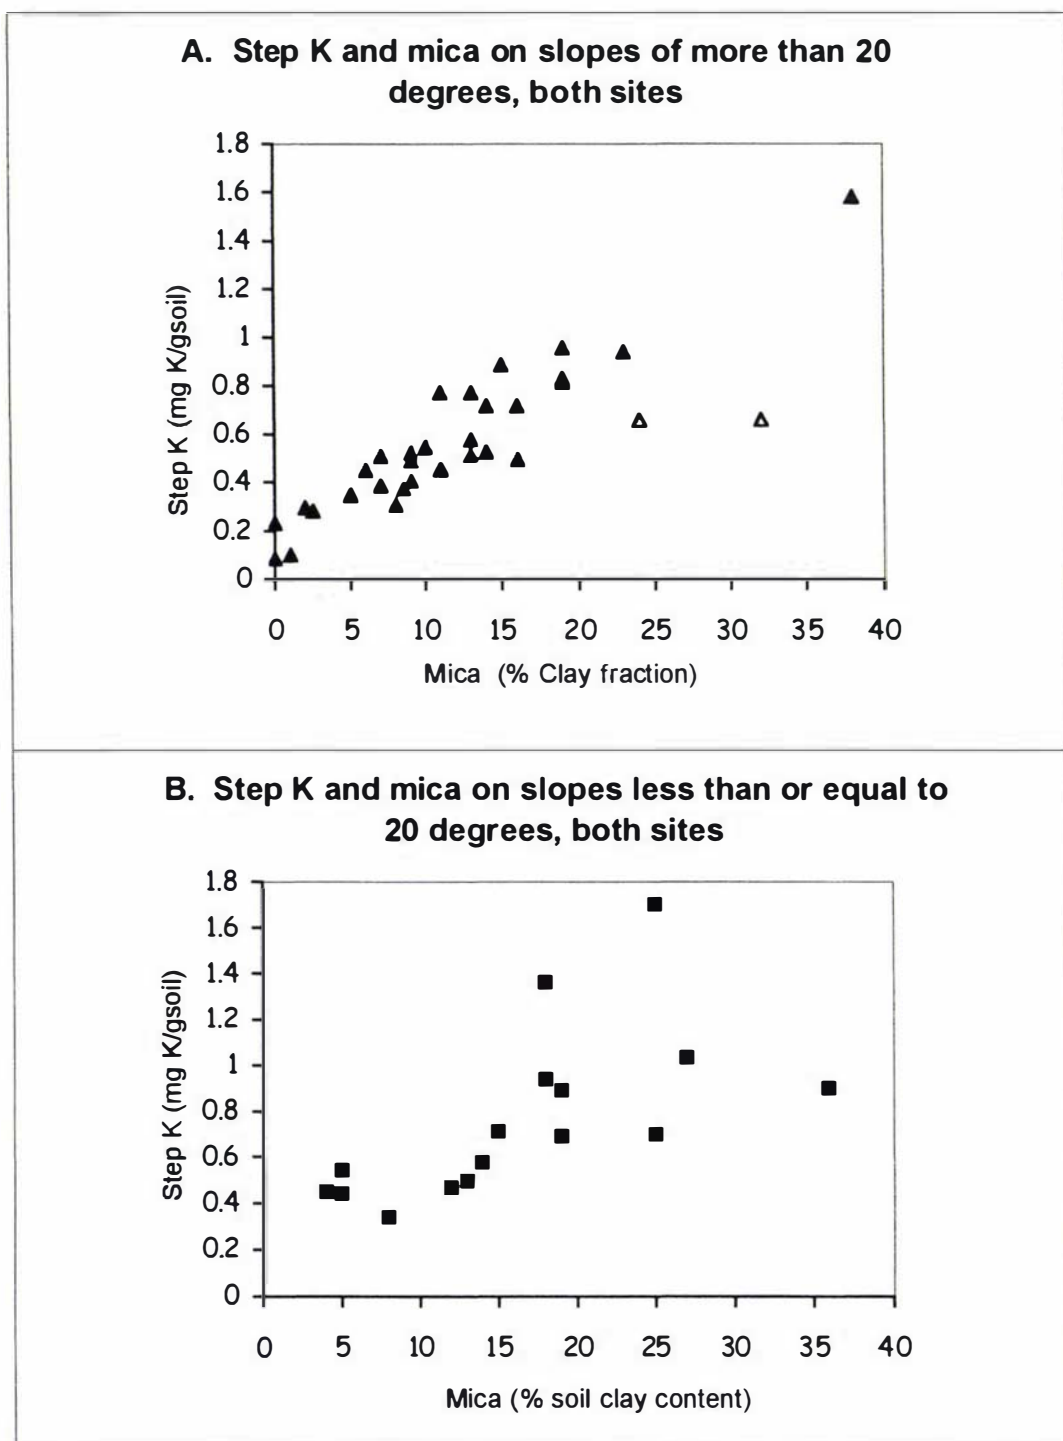 A. Step K and mica on slopes of more than 20
degrees, both sites
1.8
1.6
1.4
1.2
1
0.8
0.6
0.4
0.2
0
Step K (mg K/gsoil)
0 5 10 15 20 25 30 35 40
Mica (% Clay fraction)
B. Step K and mica on slopes less than or equal to
20 degrees, both sites
1.8
1.6
1.4
1.2
1
0.8
0.6
0.4
0.2
0
Step K (mg K/gsoil)
0 5 10 15 20 25 30 35 40
Mica (% soil clay content)